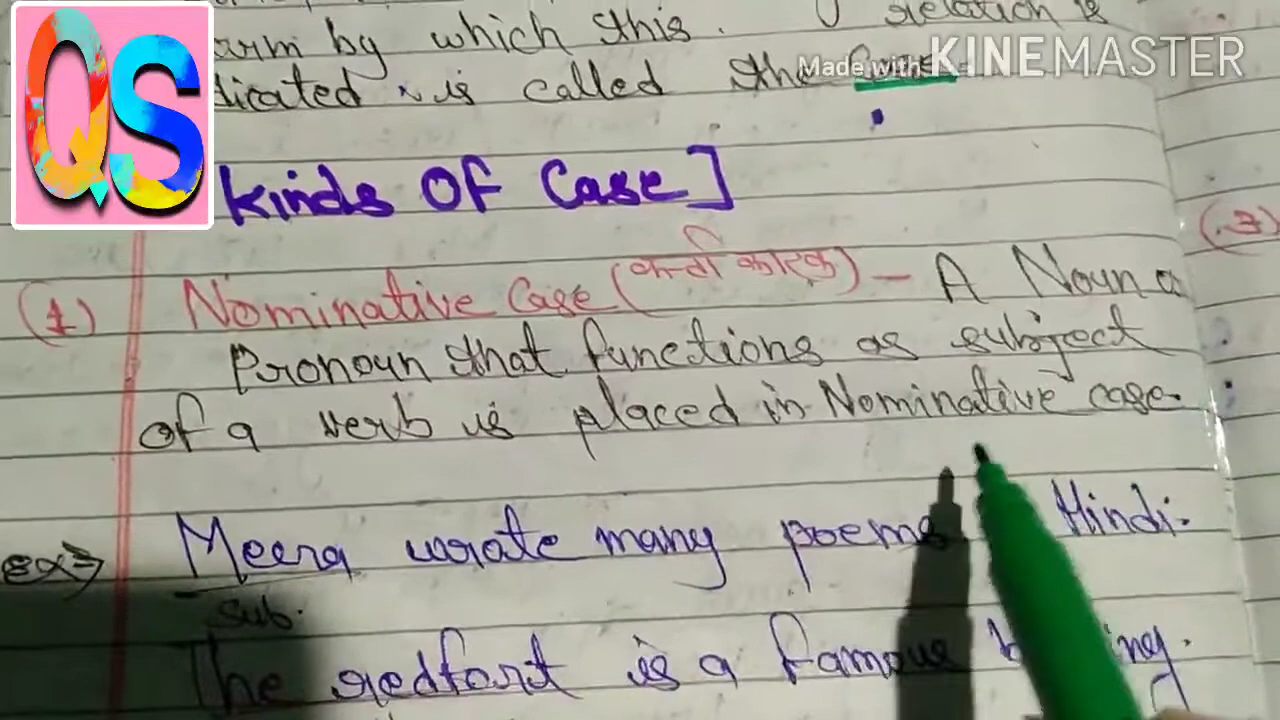 QS
arm by which this. relation is
Made with KINEMASTER
dicated is called the
Kinds Of Case]
(1) Nominative Case (कर्त्ता कारक) - A Noun o
Pronoun that functions as subject
of a verb is placed in Nominative case.
ex⇒ Meera wrote many poems Hindi.
sub.
The redfort is a famous